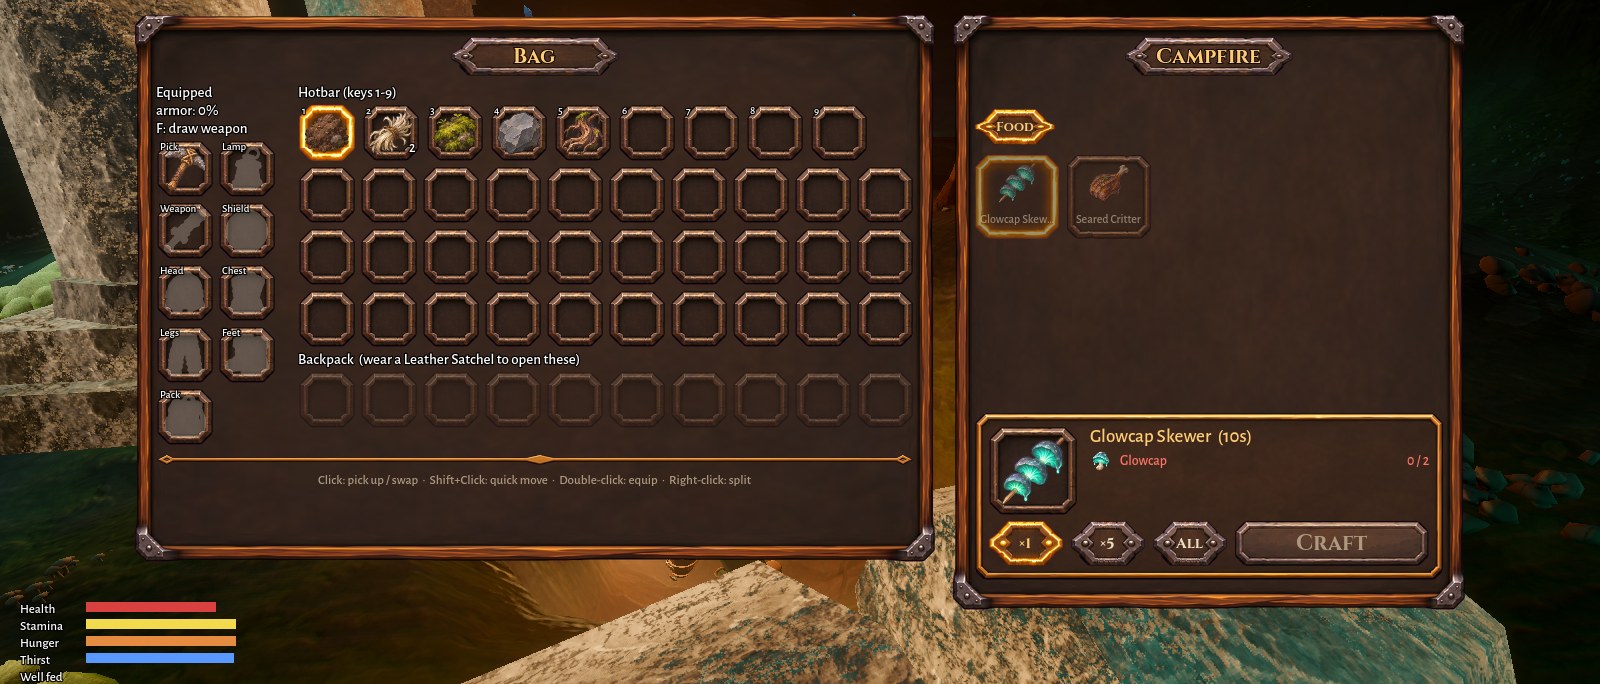 Bag
Equipped
armor: 0%
F: draw weapon
Hotbar (keys 1-9)
1
2
2
3
4
5
6
7
8
9
Pick
Lamp
Weapon
Shield
Head
Chest
Legs
Feet
Pack
Backpack (wear a Leather Satchel to open these)
Click: pick up / swap · Shift+Click: quick move · Double-click: equip · Right-click: split
Campfire
Food
Glowcap Skew...
Seared Critter
Glowcap Skewer (10s)
Glowcap
0 / 2
×1
×5
All
Craft
Health
Stamina
Hunger
Thirst
Well fed